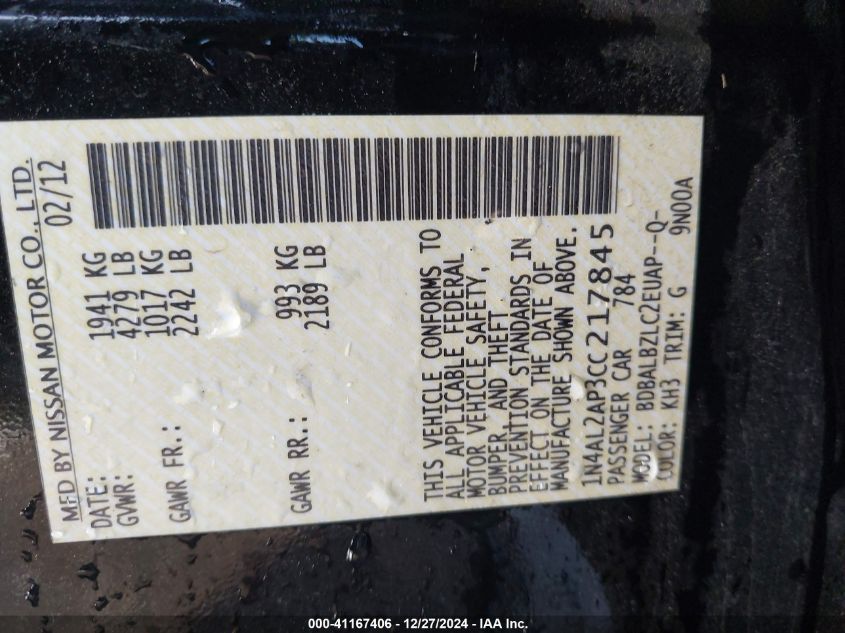 MFD BY NISSAN MOTOR CO., LTD.
DATE: 02/12
GVWR: 1941 KG
4279 LB
GAWR FR.: 1017 KG
2242 LB
GAWR RR.: 993 KG
2189 LB
THIS VEHICLE CONFORMS TO
ALL APPLICABLE FEDERAL
MOTOR VEHICLE SAFETY,
BUMPER, AND THEFT
PREVENTION STANDARDS IN
EFFECT ON THE DATE OF
MANUFACTURE SHOWN ABOVE.
1N4AL2AP3CC217845
PASSENGER CAR 784
MODEL: BDBALBZLC2EUAP--Q-
COLOR: KH3 TRIM: G 9N00A
000-41167406 - 12/27/2024 - IAA Inc.